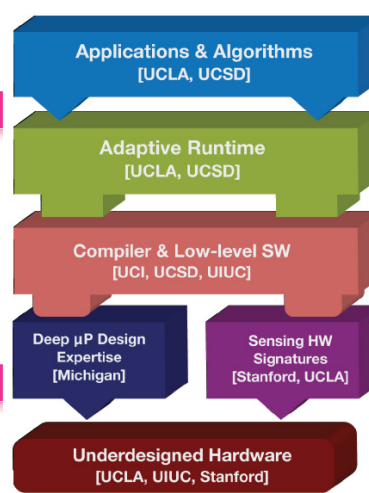 Applications & Algorithms
[UCLA, UCSD]
Adaptive Runtime
[UCLA, UCSD]
Compiler & Low-level SW
[UCI, UCSD, UIUC]
Deep µP Design
Expertise
[Michigan]
Sensing HW
Signatures
[Stanford, UCLA]
Underdesigned Hardware
[UCLA, UIUC, Stanford]